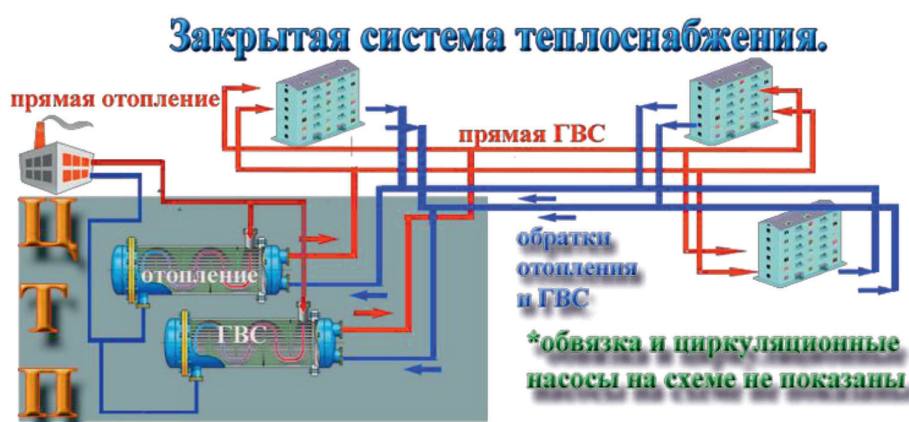 Закрытая система теплоснабжения.
прямая отопление
прямая ГВС
ЦТП
отопление
ГВС
обратки
отопления
и ГВС
*обвязка и циркуляционные
насосы на схеме не показаны